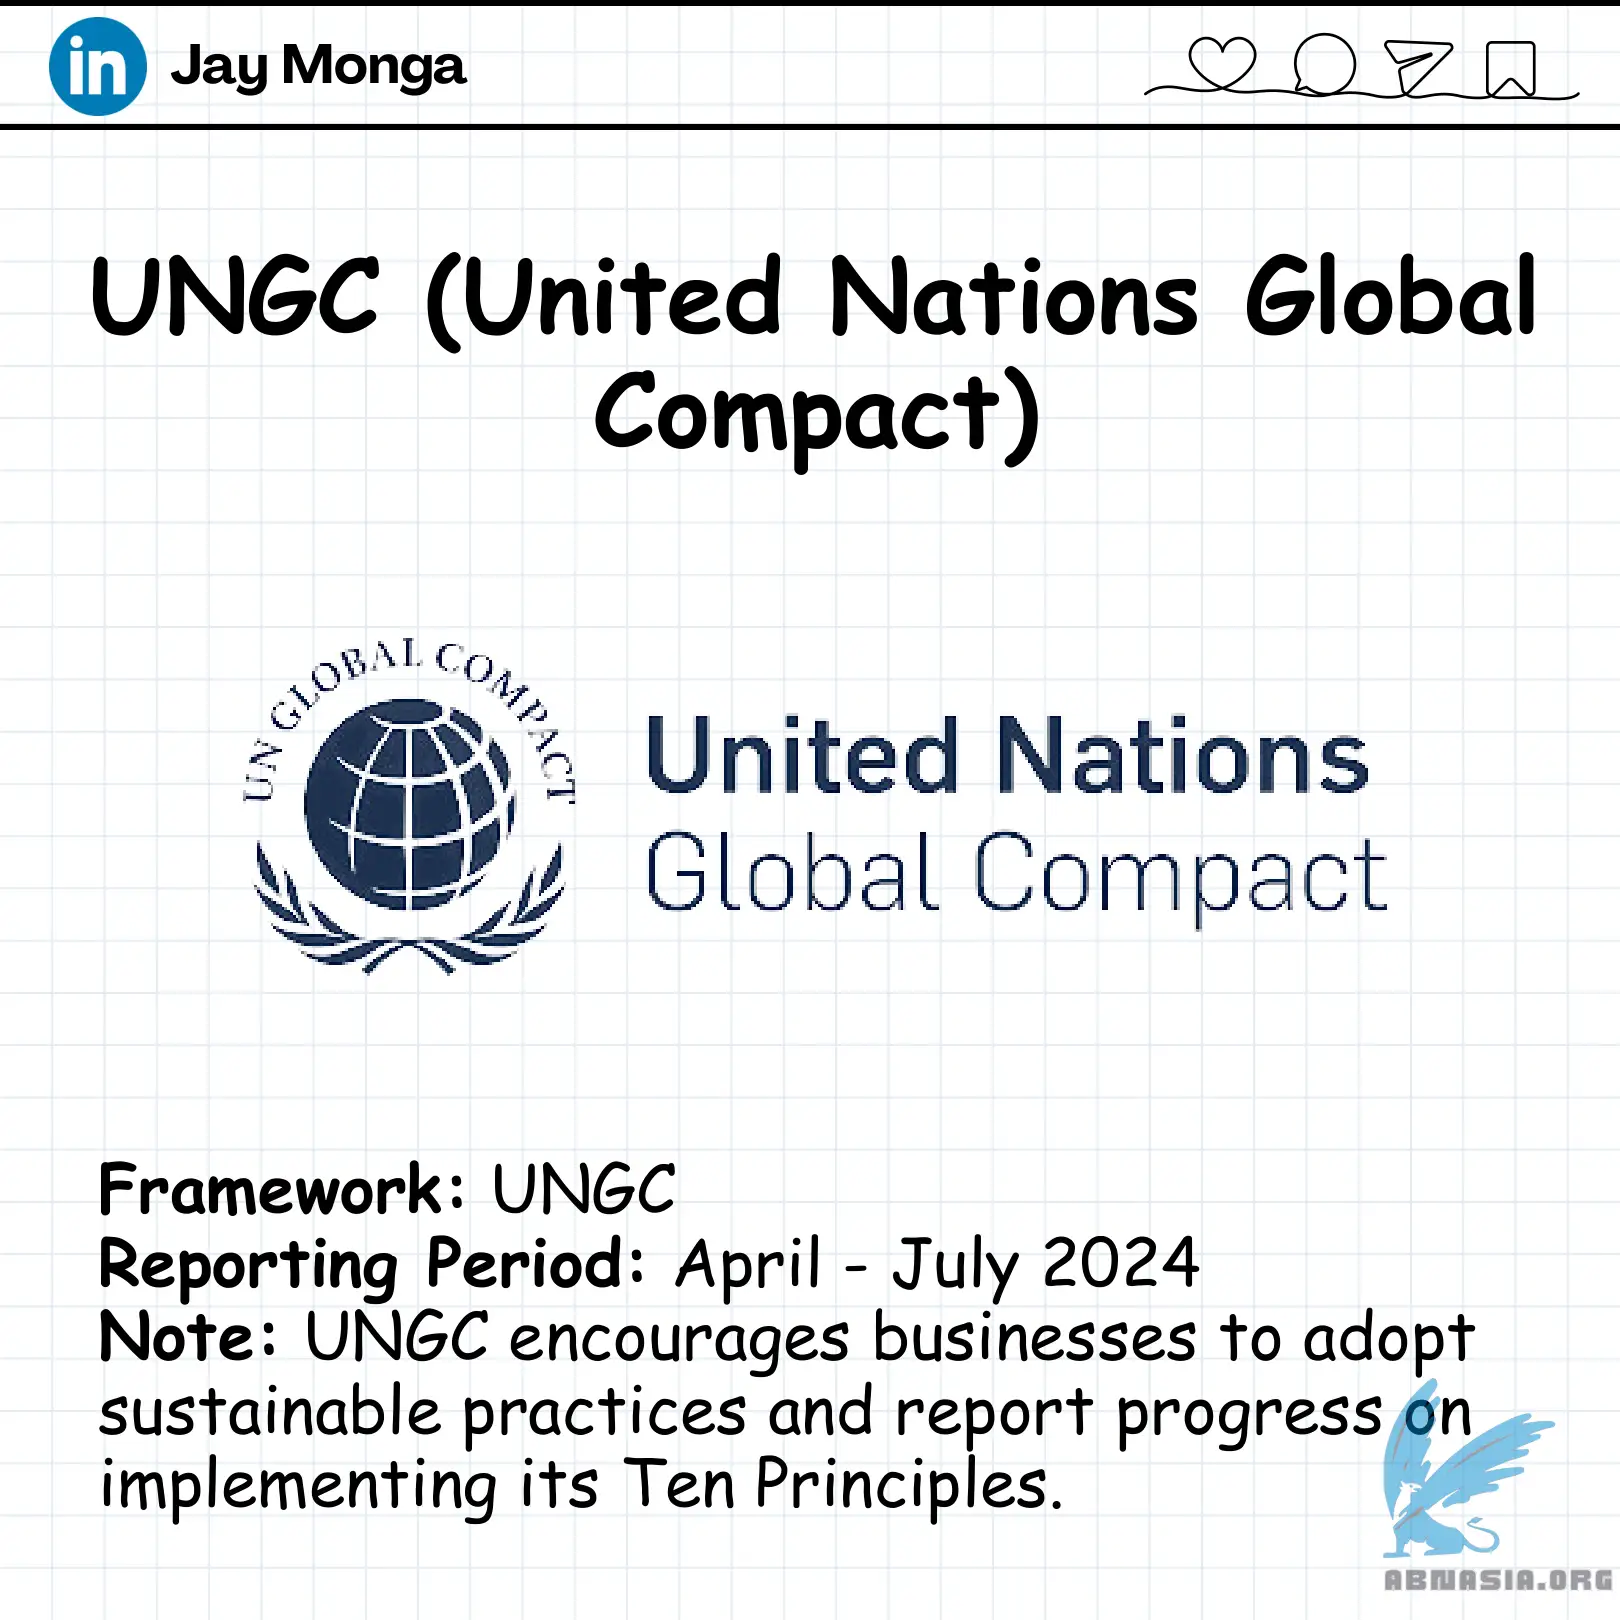 in Jay Monga
UNGC (United Nations Global
Compact)
UN GLOBAL COMPACT
United Nations
Global Compact
Framework: UNGC
Reporting Period: April - July 2024
Note: UNGC encourages businesses to adopt
sustainable practices and report progress on
implementing its Ten Principles.
ABNASIA.ORG